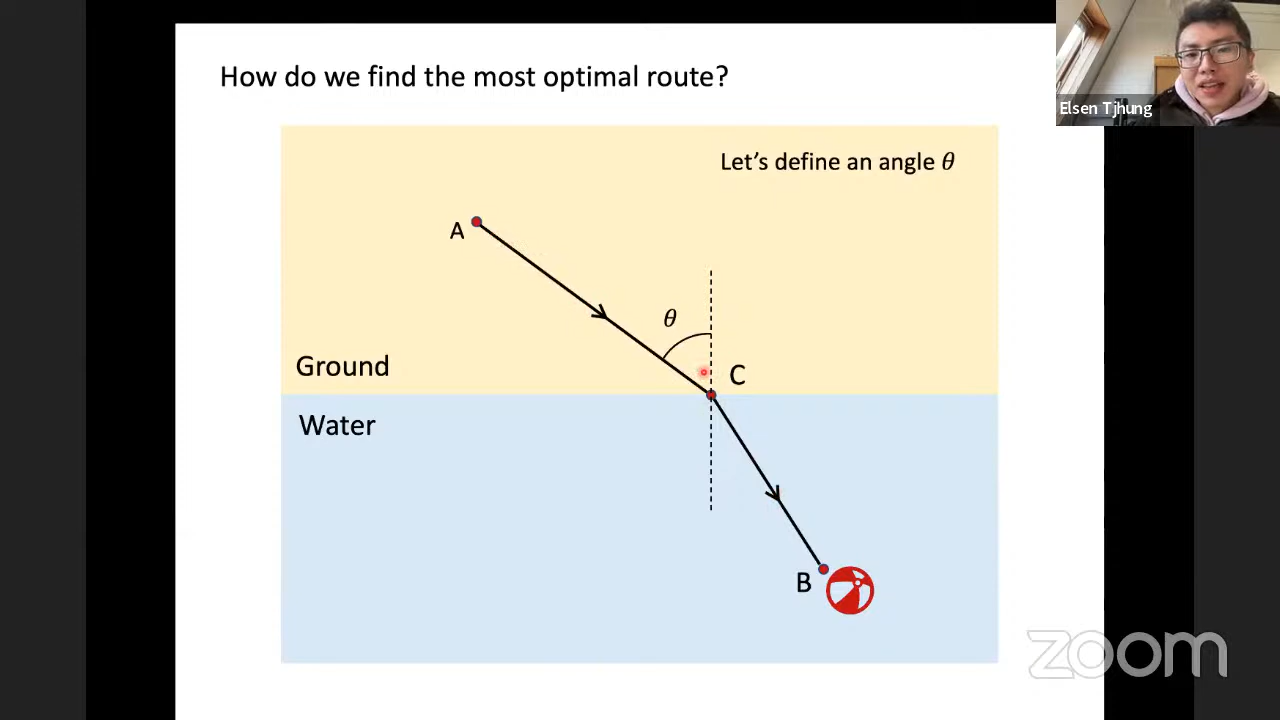 How do we find the most optimal route?
Elsen Tjhung
Let's define an angle θ
A
θ
C
Ground
Water
B
zoom